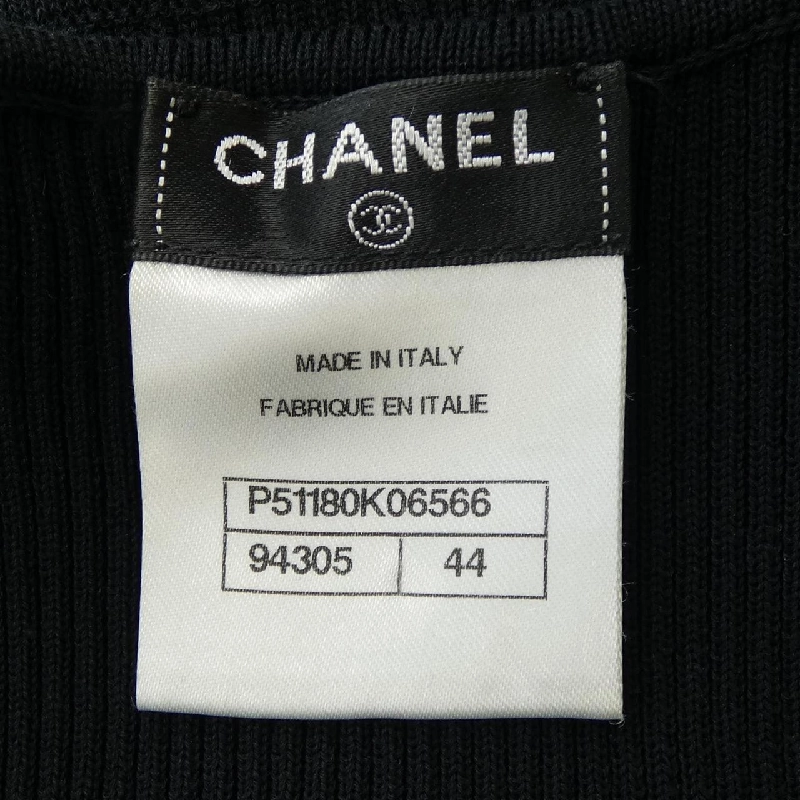 CHANEL
MADE IN ITALY
FABRIQUE EN ITALIE
P51180K06566
94305 44